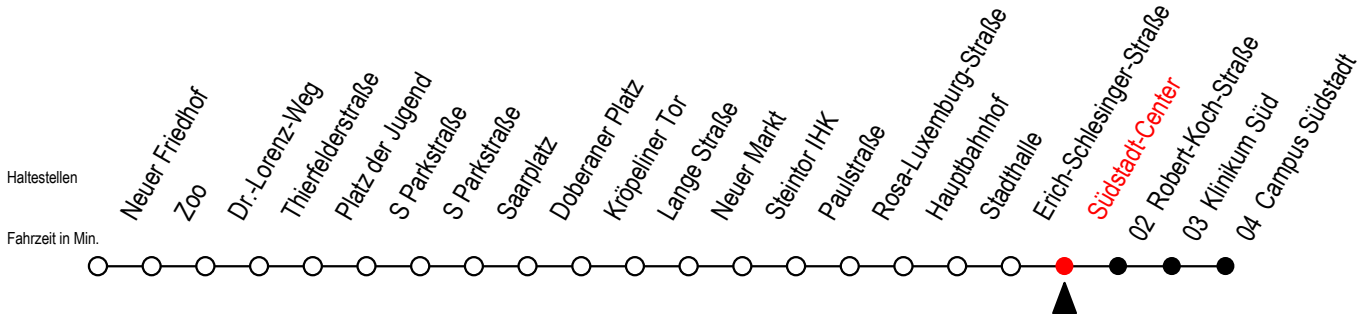 Haltestellen
Neuer Friedhof
Zoo
Dr.-Lorenz-Weg
Thierfelderstraße
Platz der Jugend
S Parkstraße
S Parkstraße
Saarplatz
Doberaner Platz
Kröpeliner Tor
Lange Straße
Neuer Markt
Steintor IHK
Paulstraße
Rosa-Luxemburg-Straße
Hauptbahnhof
Stadthalle
Erich-Schlesinger-Straße
Südstadt-Center
02 Robert-Koch-Straße
03 Klinikum Süd
04 Campus Südstadt
Fahrzeit in Min.